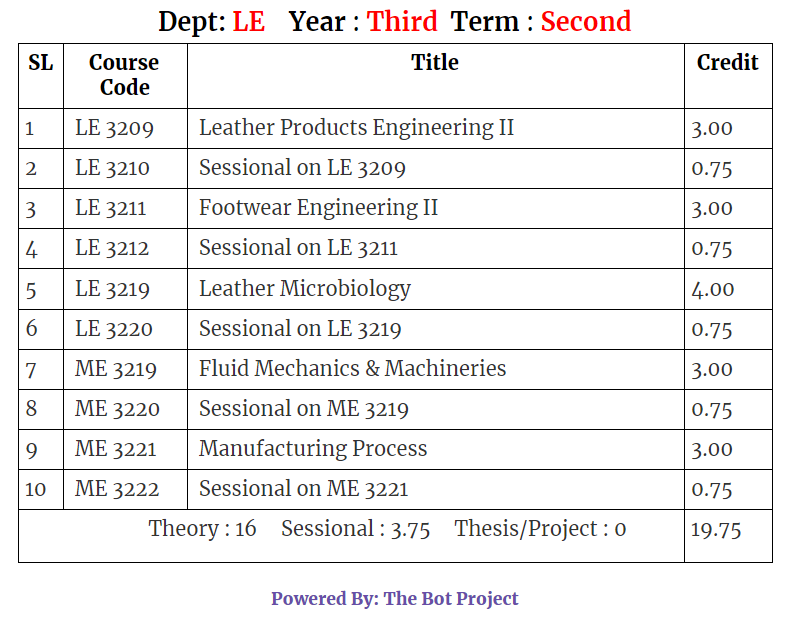 Dept: LE Year : Third Term : Second
SL Course Code Title Credit
1 LE 3209 Leather Products Engineering II 3.00
2 LE 3210 Sessional on LE 3209 0.75
3 LE 3211 Footwear Engineering II 3.00
4 LE 3212 Sessional on LE 3211 0.75
5 LE 3219 Leather Microbiology 4.00
6 LE 3220 Sessional on LE 3219 0.75
7 ME 3219 Fluid Mechanics & Machineries 3.00
8 ME 3220 Sessional on ME 3219 0.75
9 ME 3221 Manufacturing Process 3.00
10 ME 3222 Sessional on ME 3221 0.75
Theory : 16 Sessional : 3.75 Thesis/Project : 0 19.75
Powered By: The Bot Project